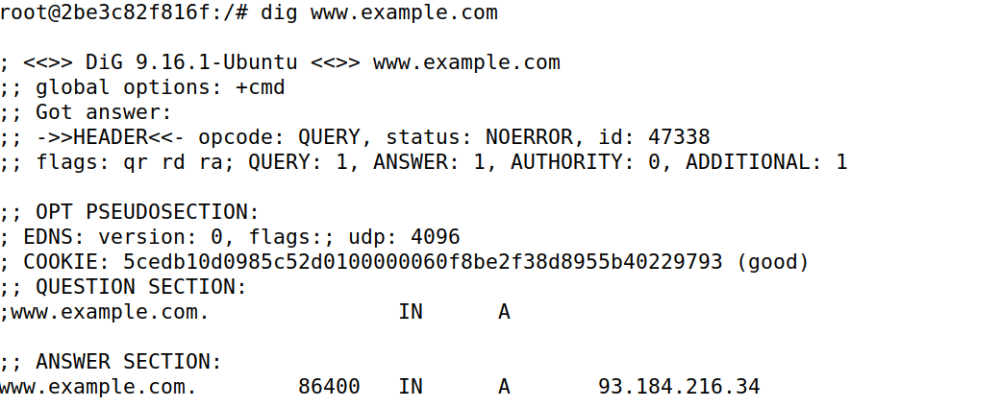 root@2be3c82f816f:/# dig www.example.com
; <<>> DiG 9.16.1-Ubuntu <<>> www.example.com
;; global options: +cmd
;; Got answer:
;; ->>HEADER<<- opcode: QUERY, status: NOERROR, id: 47338
;; flags: qr rd ra; QUERY: 1, ANSWER: 1, AUTHORITY: 0, ADDITIONAL: 1
;; OPT PSEUDOSECTION:
; EDNS: version: 0, flags:; udp: 4096
; COOKIE: 5cedb10d0985c52d0100000060f8be2f38d8955b40229793 (good)
;; QUESTION SECTION:
;www.example.com. IN A
;; ANSWER SECTION:
www.example.com. 86400 IN A 93.184.216.34